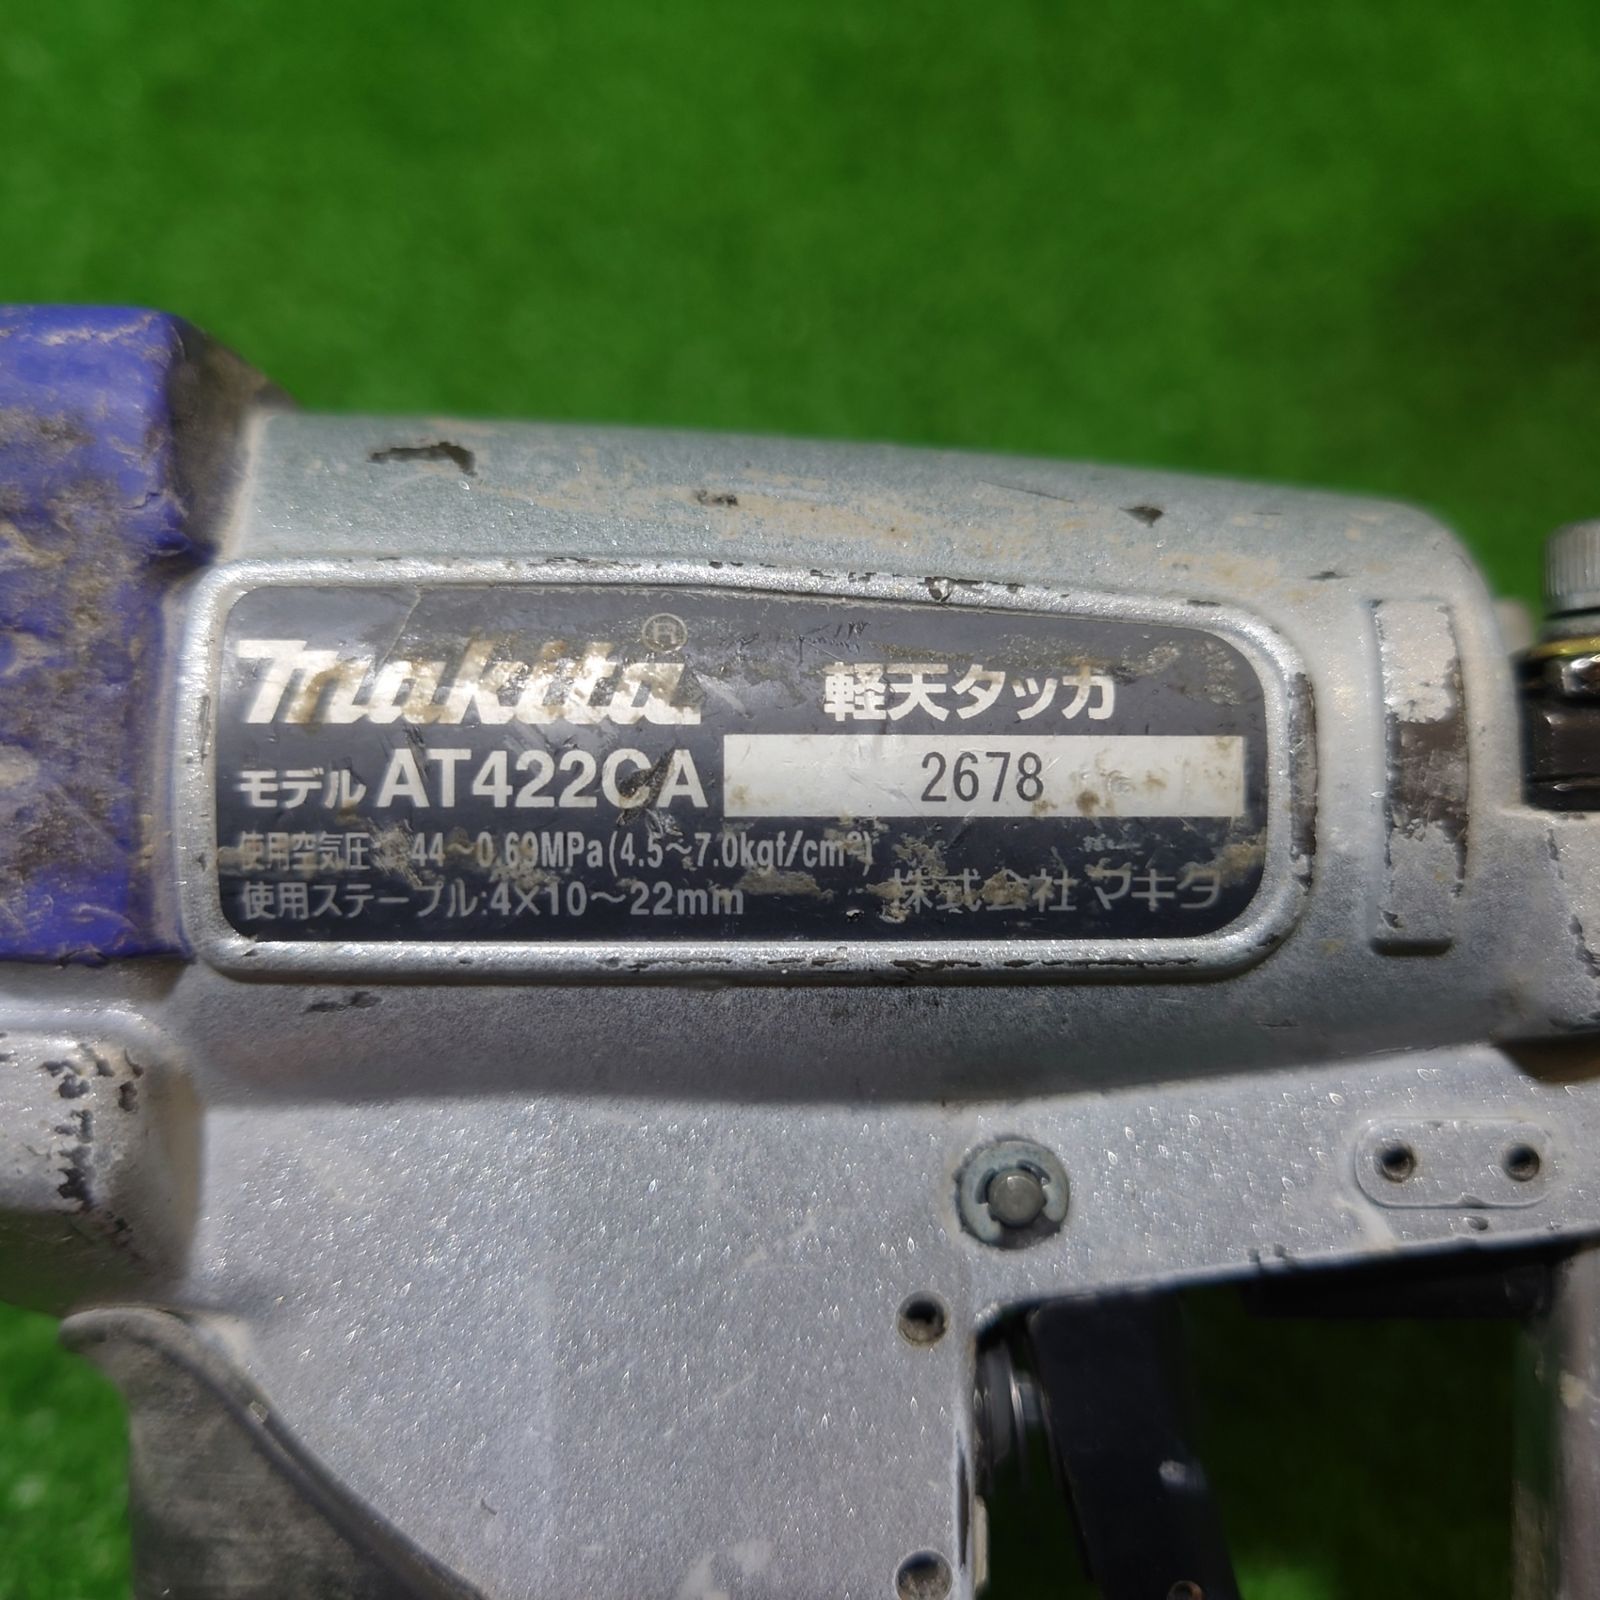 makita®
軽天タッカ
モデル AT422CA 2678
使用空気圧 44～0.69MPa(4.5～7.0kgf/cm²)
使用ステープル:4×10～22mm
株式会社 マキタ